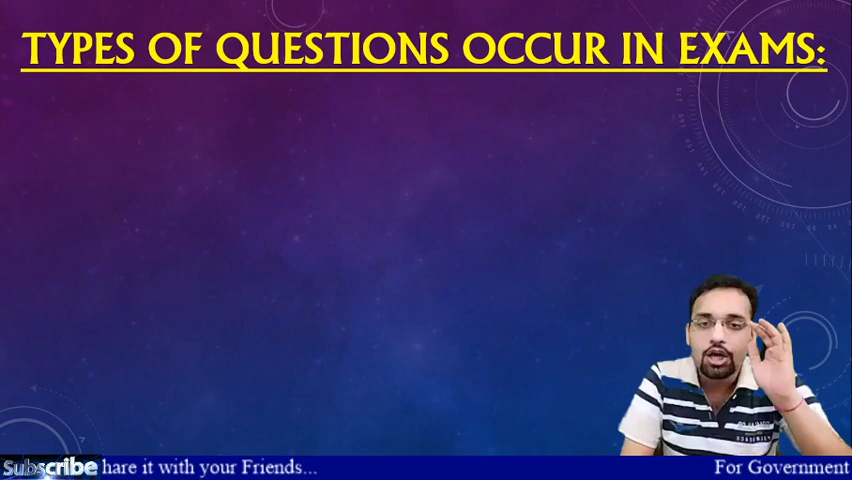 TYPES OF QUESTIONS OCCUR IN EXAMS:
Subscribe hare it with your Friends... For Government